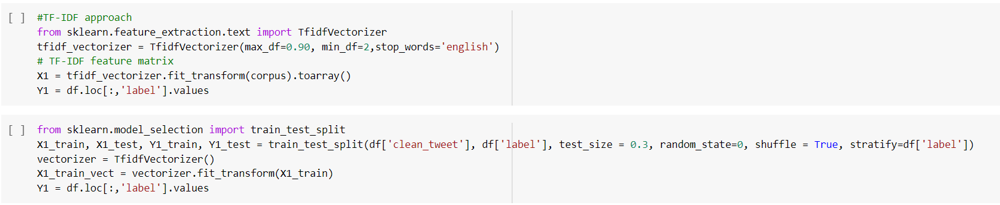 [ ] #TF-IDF approach
from sklearn.feature_extraction.text import TfidfVectorizer
tfidf_vectorizer = TfidfVectorizer(max_df=0.90, min_df=2,stop_words='english')
# TF-IDF feature matrix
X1 = tfidf_vectorizer.fit_transform(corpus).toarray()
Y1 = df.loc[:,'label'].values
[ ] from sklearn.model_selection import train_test_split
X1_train, X1_test, Y1_train, Y1_test = train_test_split(df['clean_tweet'], df['label'], test_size = 0.3, random_state=0, shuffle = True, stratify=df['label'])
vectorizer = TfidfVectorizer()
X1_train_vect = vectorizer.fit_transform(X1_train)
Y1 = df.loc[:,'label'].values